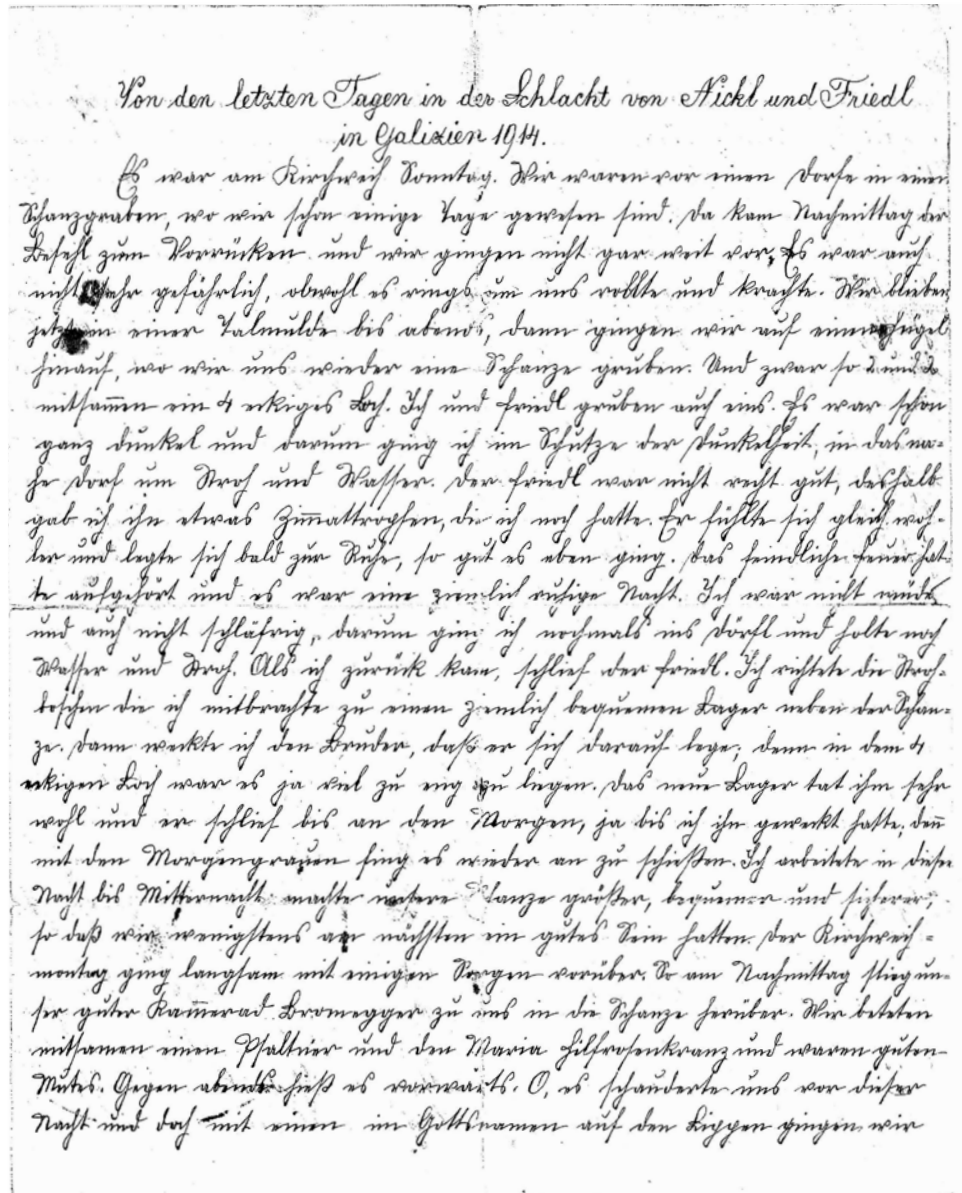 Von den letzten Tagen in der Schlacht von Nickl und Friedl
in Galizien 1914.
Es war am Kirchweih Sonntag. Wir waren vor einen Dorfe in einen
Schanzgraben, wo wir schon einige Tage gewesen sind. Da kam Nachmittag der
Befehl zum Vorrücken und wir gingen nicht gar weit vor. Es war auch
nicht sehr gefährlich, obwohl es rings um uns rollte und krachte. Wir blieben
jetzt in einer Talmulde bis abends, dann gingen wir auf einen Hügel
hinauf, wo wir uns wieder eine Schanze gruben. Und zwar so 2 und 2
mitsammen ein 4 eckiges Loch. Ich und Friedl gruben auch eins. Es war schon
ganz dunkel und darum ging ich im Schutze der Dunkelheit, in das na-
he Dorf um Stroh und Wasser. Der Friedl war nicht recht gut, deshalb
gab ich ihn etwas Zimattropfen, die ich noch hatte. Er fühlte sich gleich woh-
ler und legte sich bald zur Ruhe, so gut es eben ging. Das feindliche Feuer hat-
te aufgehört und es war eine ziemlich ruhige Nacht. Ich war nicht müde
und auch nicht schläfrig, darum ging ich nochmals ins Dörfl und holte noch
Wasser und Stroh. Als ich zurück kam, schlief der Friedl. Ich richtete die Stroh-
boschen die ich mitbrachte zu einen ziemlich bequemen Lager neben der Schan-
ze. Dann weckte ich den Bruder, daß er sich darauf lege; denn in dem 4
eckigen Loch war es ja viel zu eng zu liegen. Das neue Lager tat ihm sehr
wohl und er schlief bis an den Morgen, ja bis ich ihn geweckt hatte; denn
mit den Morgengrauen fing es wieder an zu schießen. Ich arbeitete in dieser
Nacht bis Mitternacht machte unsere Schanze größer, bequemer und sicherer,
so daß wir wenigstens am nächsten ein gutes Sein hatten. Der Kirchweih-
montag ging langsam mit einigen Sorgen vorüber. So am Nachmittag stieg un-
ser guter Kammerad Bromegger zu uns in die Schanze herüber. Wir beteten
mitsamen einen Psaltner und den Maria Hilfrosenkranz und waren guten
Mutes. Gegen abends hieß es vorwärts. O, es schauderte uns vor dieser
Nacht und doch mit einen im Gottsnamen auf den Lippen gingen wir